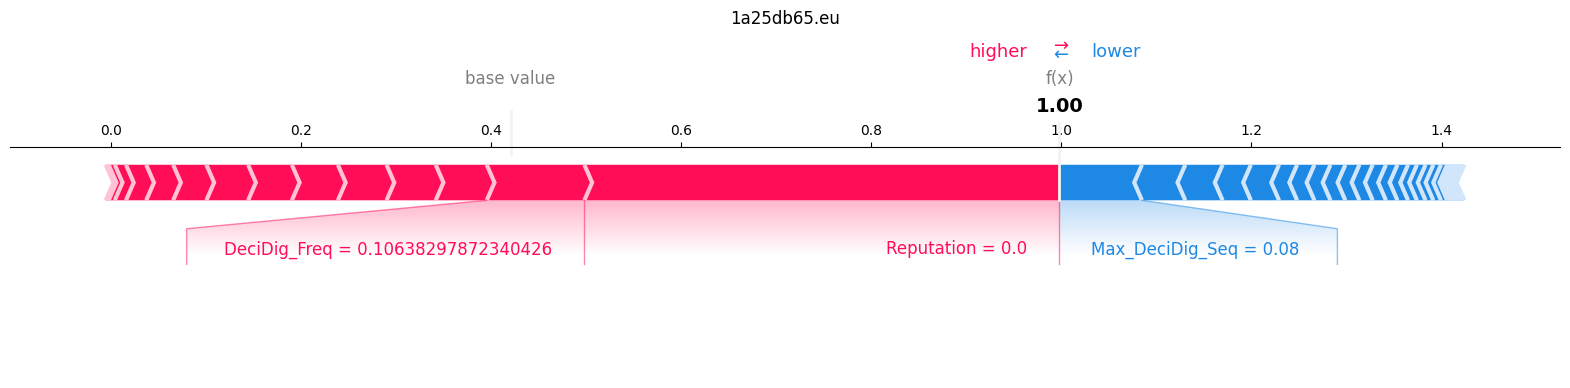 1a25db65.eu
higher ⇄ lower
base value f(x)
1.00
0.0 0.2 0.4 0.6 0.8 1.0 1.2 1.4
DeciDig_Freq = 0.10638297872340426 Reputation = 0.0 Max_DeciDig_Seq = 0.08